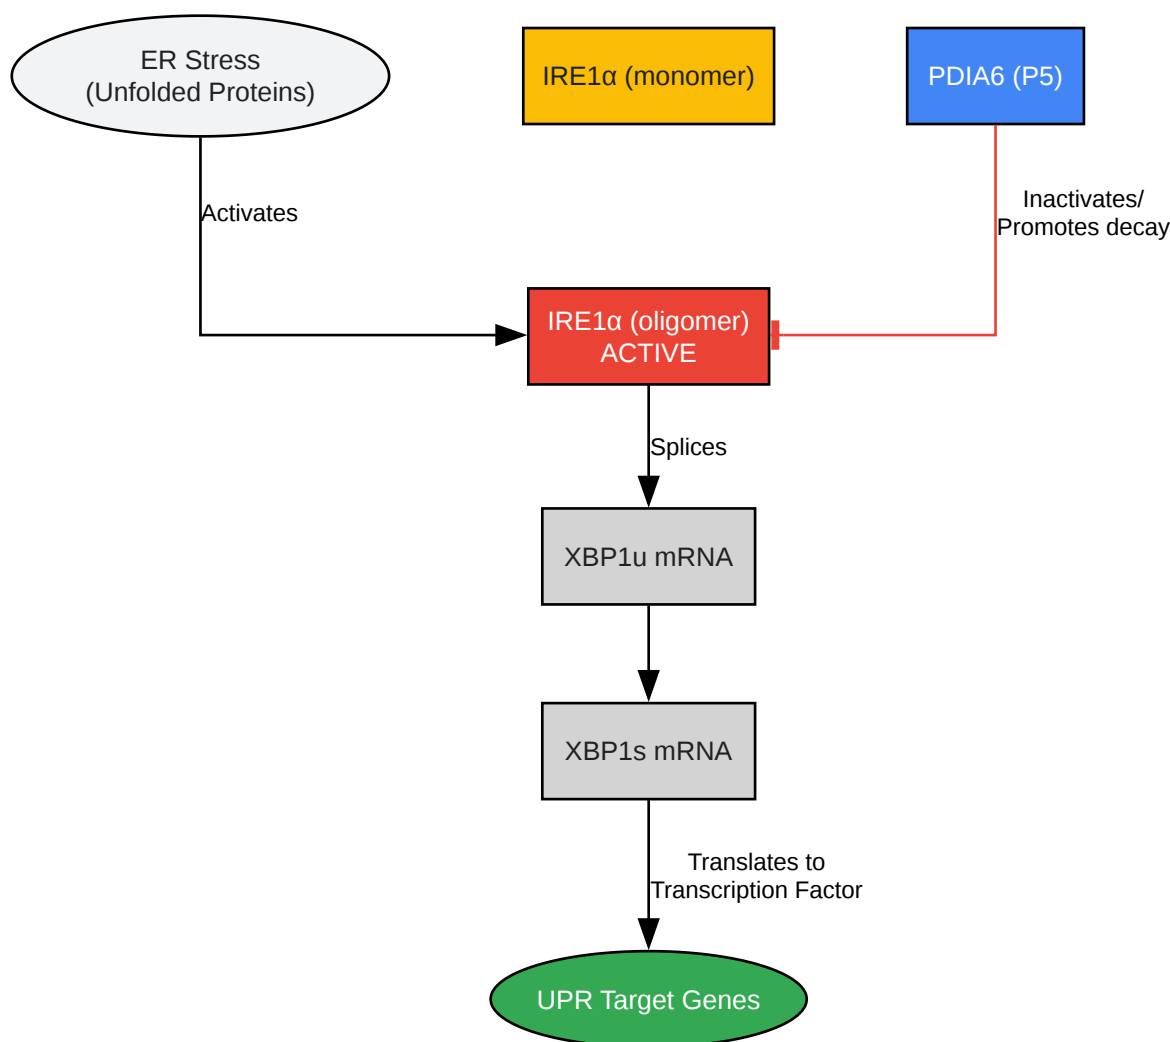 ER Stress
(Unfolded Proteins)
IRE1α (monomer)
PDIA6 (P5)
Activates
Inactivates/
Promotes decay
IRE1α (oligomer)
ACTIVE
Splices
XBP1u mRNA
XBP1s mRNA
Translates to
Transcription Factor
UPR Target Genes